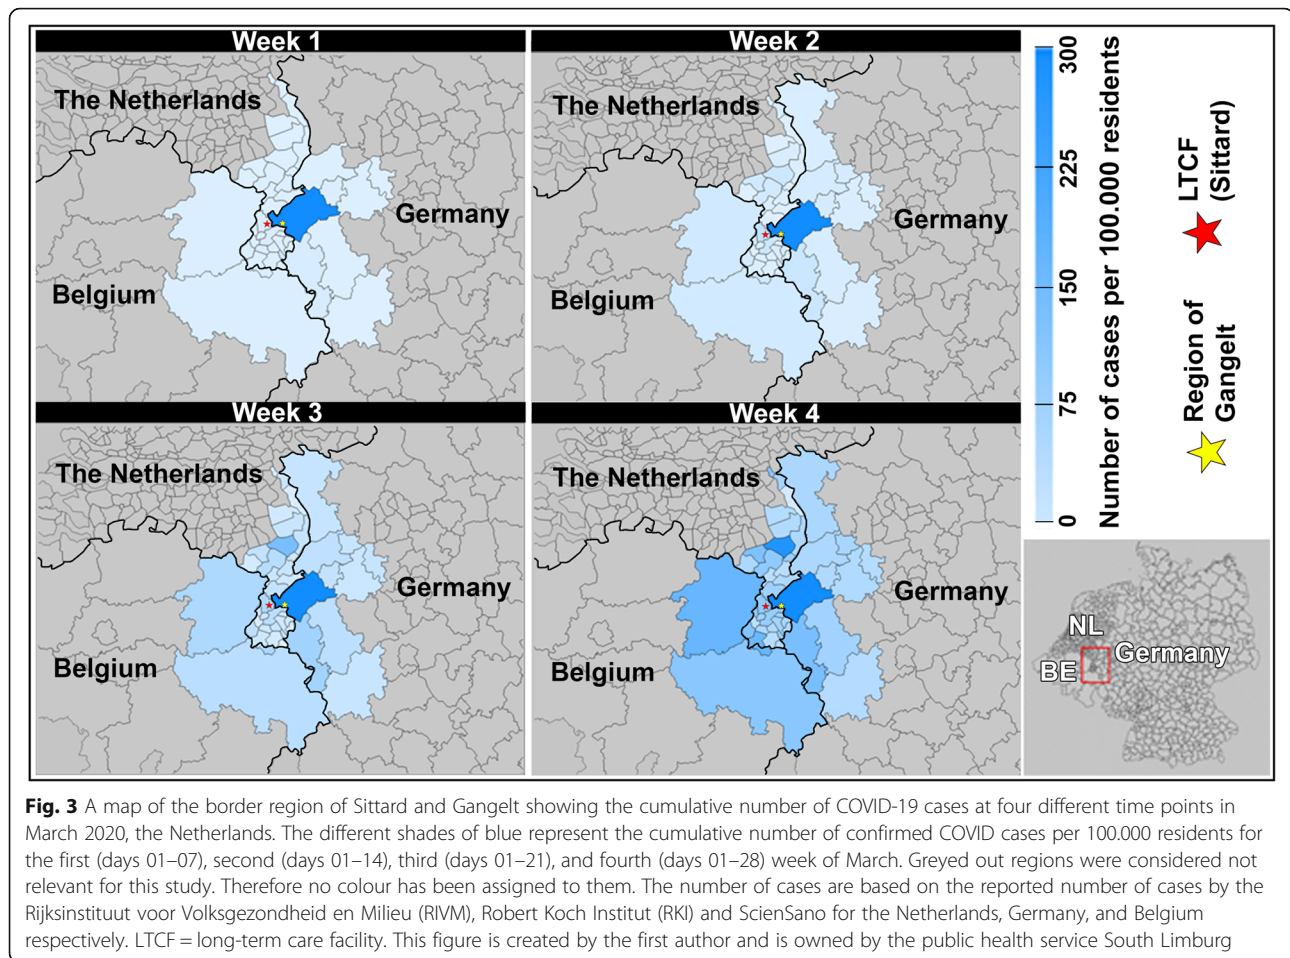 Week 1
The Netherlands
Germany
Belgium
Week 2
The Netherlands
Germany
Belgium
Week 3
The Netherlands
Germany
Belgium
Week 4
The Netherlands
Germany
Belgium
0 75 150 225 300
Number of cases per 100.000 residents
LTCF
(Sittard)
Region of
Gangelt
NL
Germany
BE
Fig. 3 A map of the border region of Sittard and Gangelt showing the cumulative number of COVID-19 cases at four different time points in
March 2020, the Netherlands. The different shades of blue represent the cumulative number of confirmed COVID cases per 100.000 residents for
the first (days 01–07), second (days 01–14), third (days 01–21), and fourth (days 01–28) week of March. Greyed out regions were considered not
relevant for this study. Therefore no colour has been assigned to them. The number of cases are based on the reported number of cases by the
Rijksinstituut voor Volksgezondheid en Milieu (RIVM), Robert Koch Institut (RKI) and ScienSano for the Netherlands, Germany, and Belgium
respectively. LTCF = long-term care facility. This figure is created by the first author and is owned by the public health service South Limburg